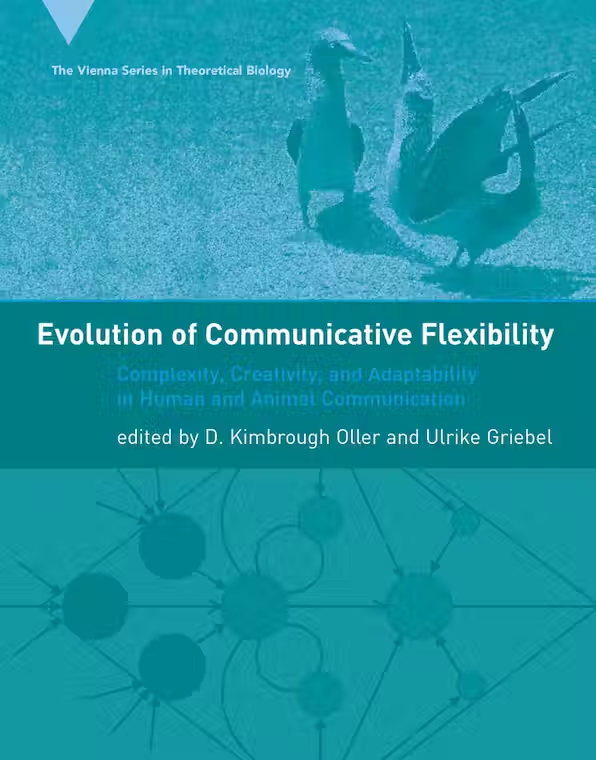 The Vienna Series in Theoretical Biology
Evolution of Communicative Flexibility
Complexity, Creativity, and Adaptability
in Human and Animal Communication
edited by D. Kimbrough Oller and Ulrike Griebel